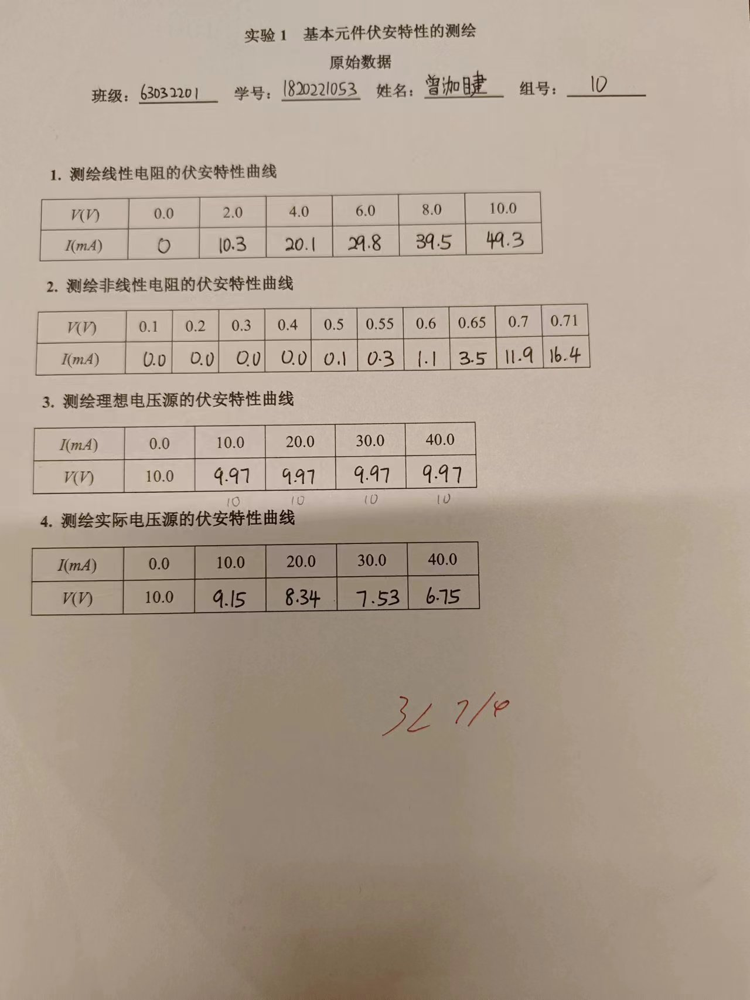 实验 1 基本元件伏安特性的测绘
原始数据
班级：63032201 学号：1820221053 姓名：曾泇睷 组号：10
1. 测绘线性电阻的伏安特性曲线
V(V) 0.0 2.0 4.0 6.0 8.0 10.0
I(mA) 0 10.3 20.1 29.8 39.5 49.3
2. 测绘非线性电阻的伏安特性曲线
V(V) 0.1 0.2 0.3 0.4 0.5 0.55 0.6 0.65 0.7 0.71
I(mA) 0.0 0.0 0.0 0.0 0.1 0.3 1.1 3.5 11.9 16.4
3. 测绘理想电压源的伏安特性曲线
I(mA) 0.0 10.0 20.0 30.0 40.0
V(V) 10.0 9.97 9.97 9.97 9.97
10 10 10 10
4. 测绘实际电压源的伏安特性曲线
I(mA) 0.0 10.0 20.0 30.0 40.0
V(V) 10.0 9.15 8.34 7.53 6.75